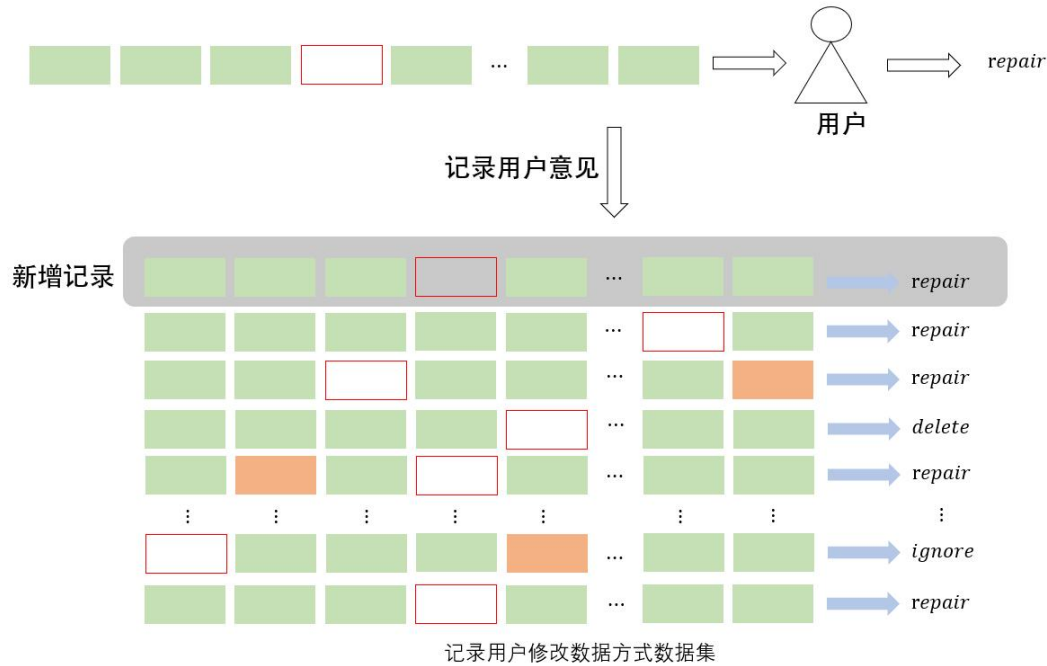 ... repair
用户
记录用户意见
新增记录
... repair
... repair
... repair
... delete
... repair
⋮ ⋮ ⋮ ⋮ ⋮ ⋮ ⋮ ⋮
... ignore
... repair
记录用户修改数据方式数据集